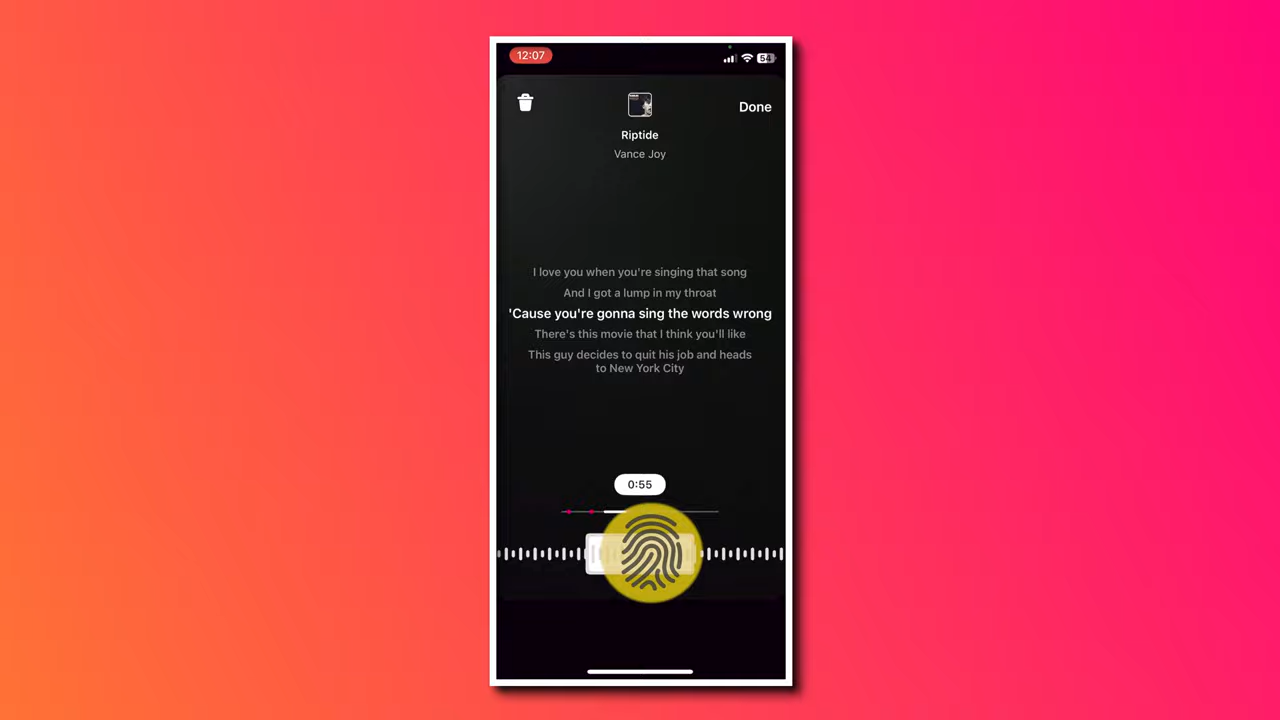 12:07
54
Done
Riptide
Vance Joy
I love you when you're singing that song
And I got a lump in my throat
'Cause you're gonna sing the words wrong
There's this movie that I think you'll like
This guy decides to quit his job and heads
to New York City
0:55